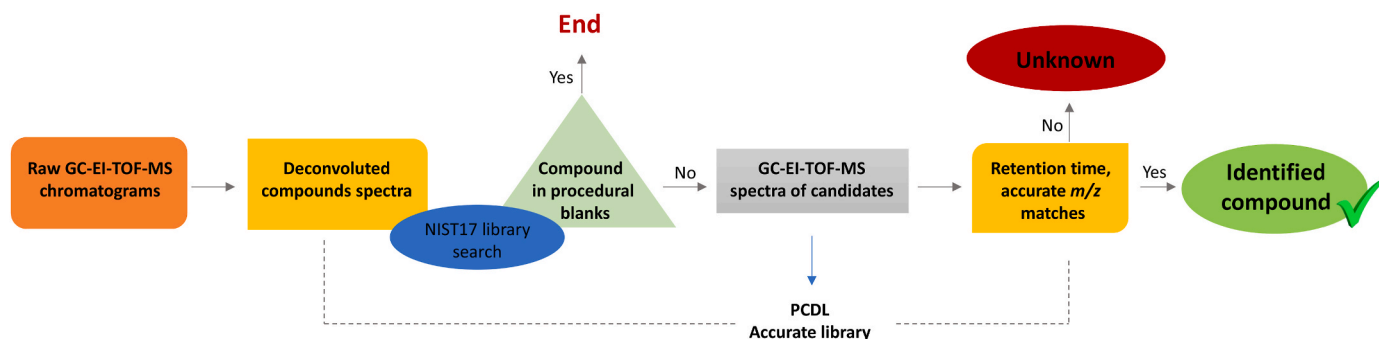 End
Yes
Unknown
No
Raw GC-EI-TOF-MS
chromatograms
Deconvoluted
compounds spectra
NIST17 library
search
Compound
in procedural
blanks
No
GC-EI-TOF-MS
spectra of candidates
Retention time,
accurate m/z
matches
Yes
Identified
compound
PCDL
Accurate library